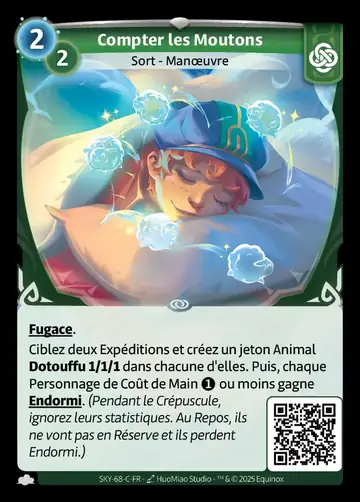 2
2
Compter les Moutons
Sort - Manœuvre
Fugace.
Ciblez deux Expéditions et créez un jeton Animal
Dotouffu 1/1/1 dans chacune d'elles. Puis, chaque
Personnage de Coût de Main 1 ou moins gagne
Endormi. (Pendant le Crépuscule,
ignorez leurs statistiques. Au Repos, ils
ne vont pas en Réserve et ils perdent
Endormi.)
SKY-68-C-FR - HuoMiao Studio - ™ & © 2025 Equinox